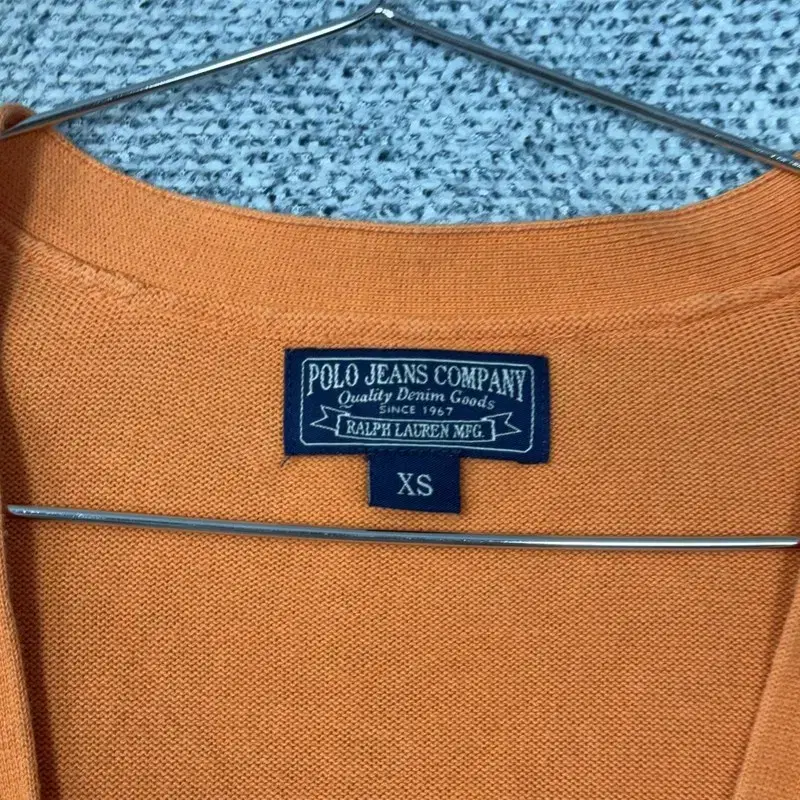 POLO JEANS COMPANY
Quality Denim Goods
SINCE 1967
RALPH LAUREN MFG.
XS